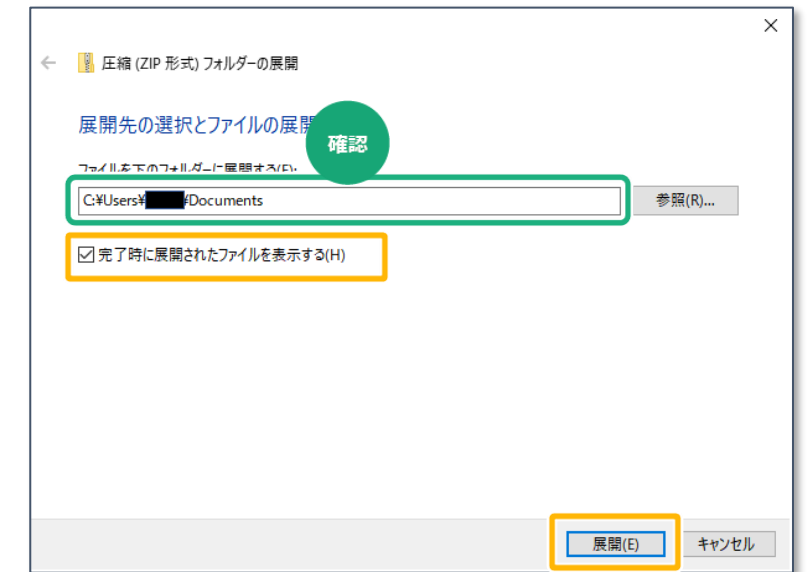 圧縮 (ZIP 形式) フォルダーの展開
展開先の選択とファイルの展開
確認
ファイルを下のフォルダーに展開する(F):
C:¥Users¥ ¥Documents
参照(R)...
完了時に展開されたファイルを表示する(H)
展開(E)
キャンセル